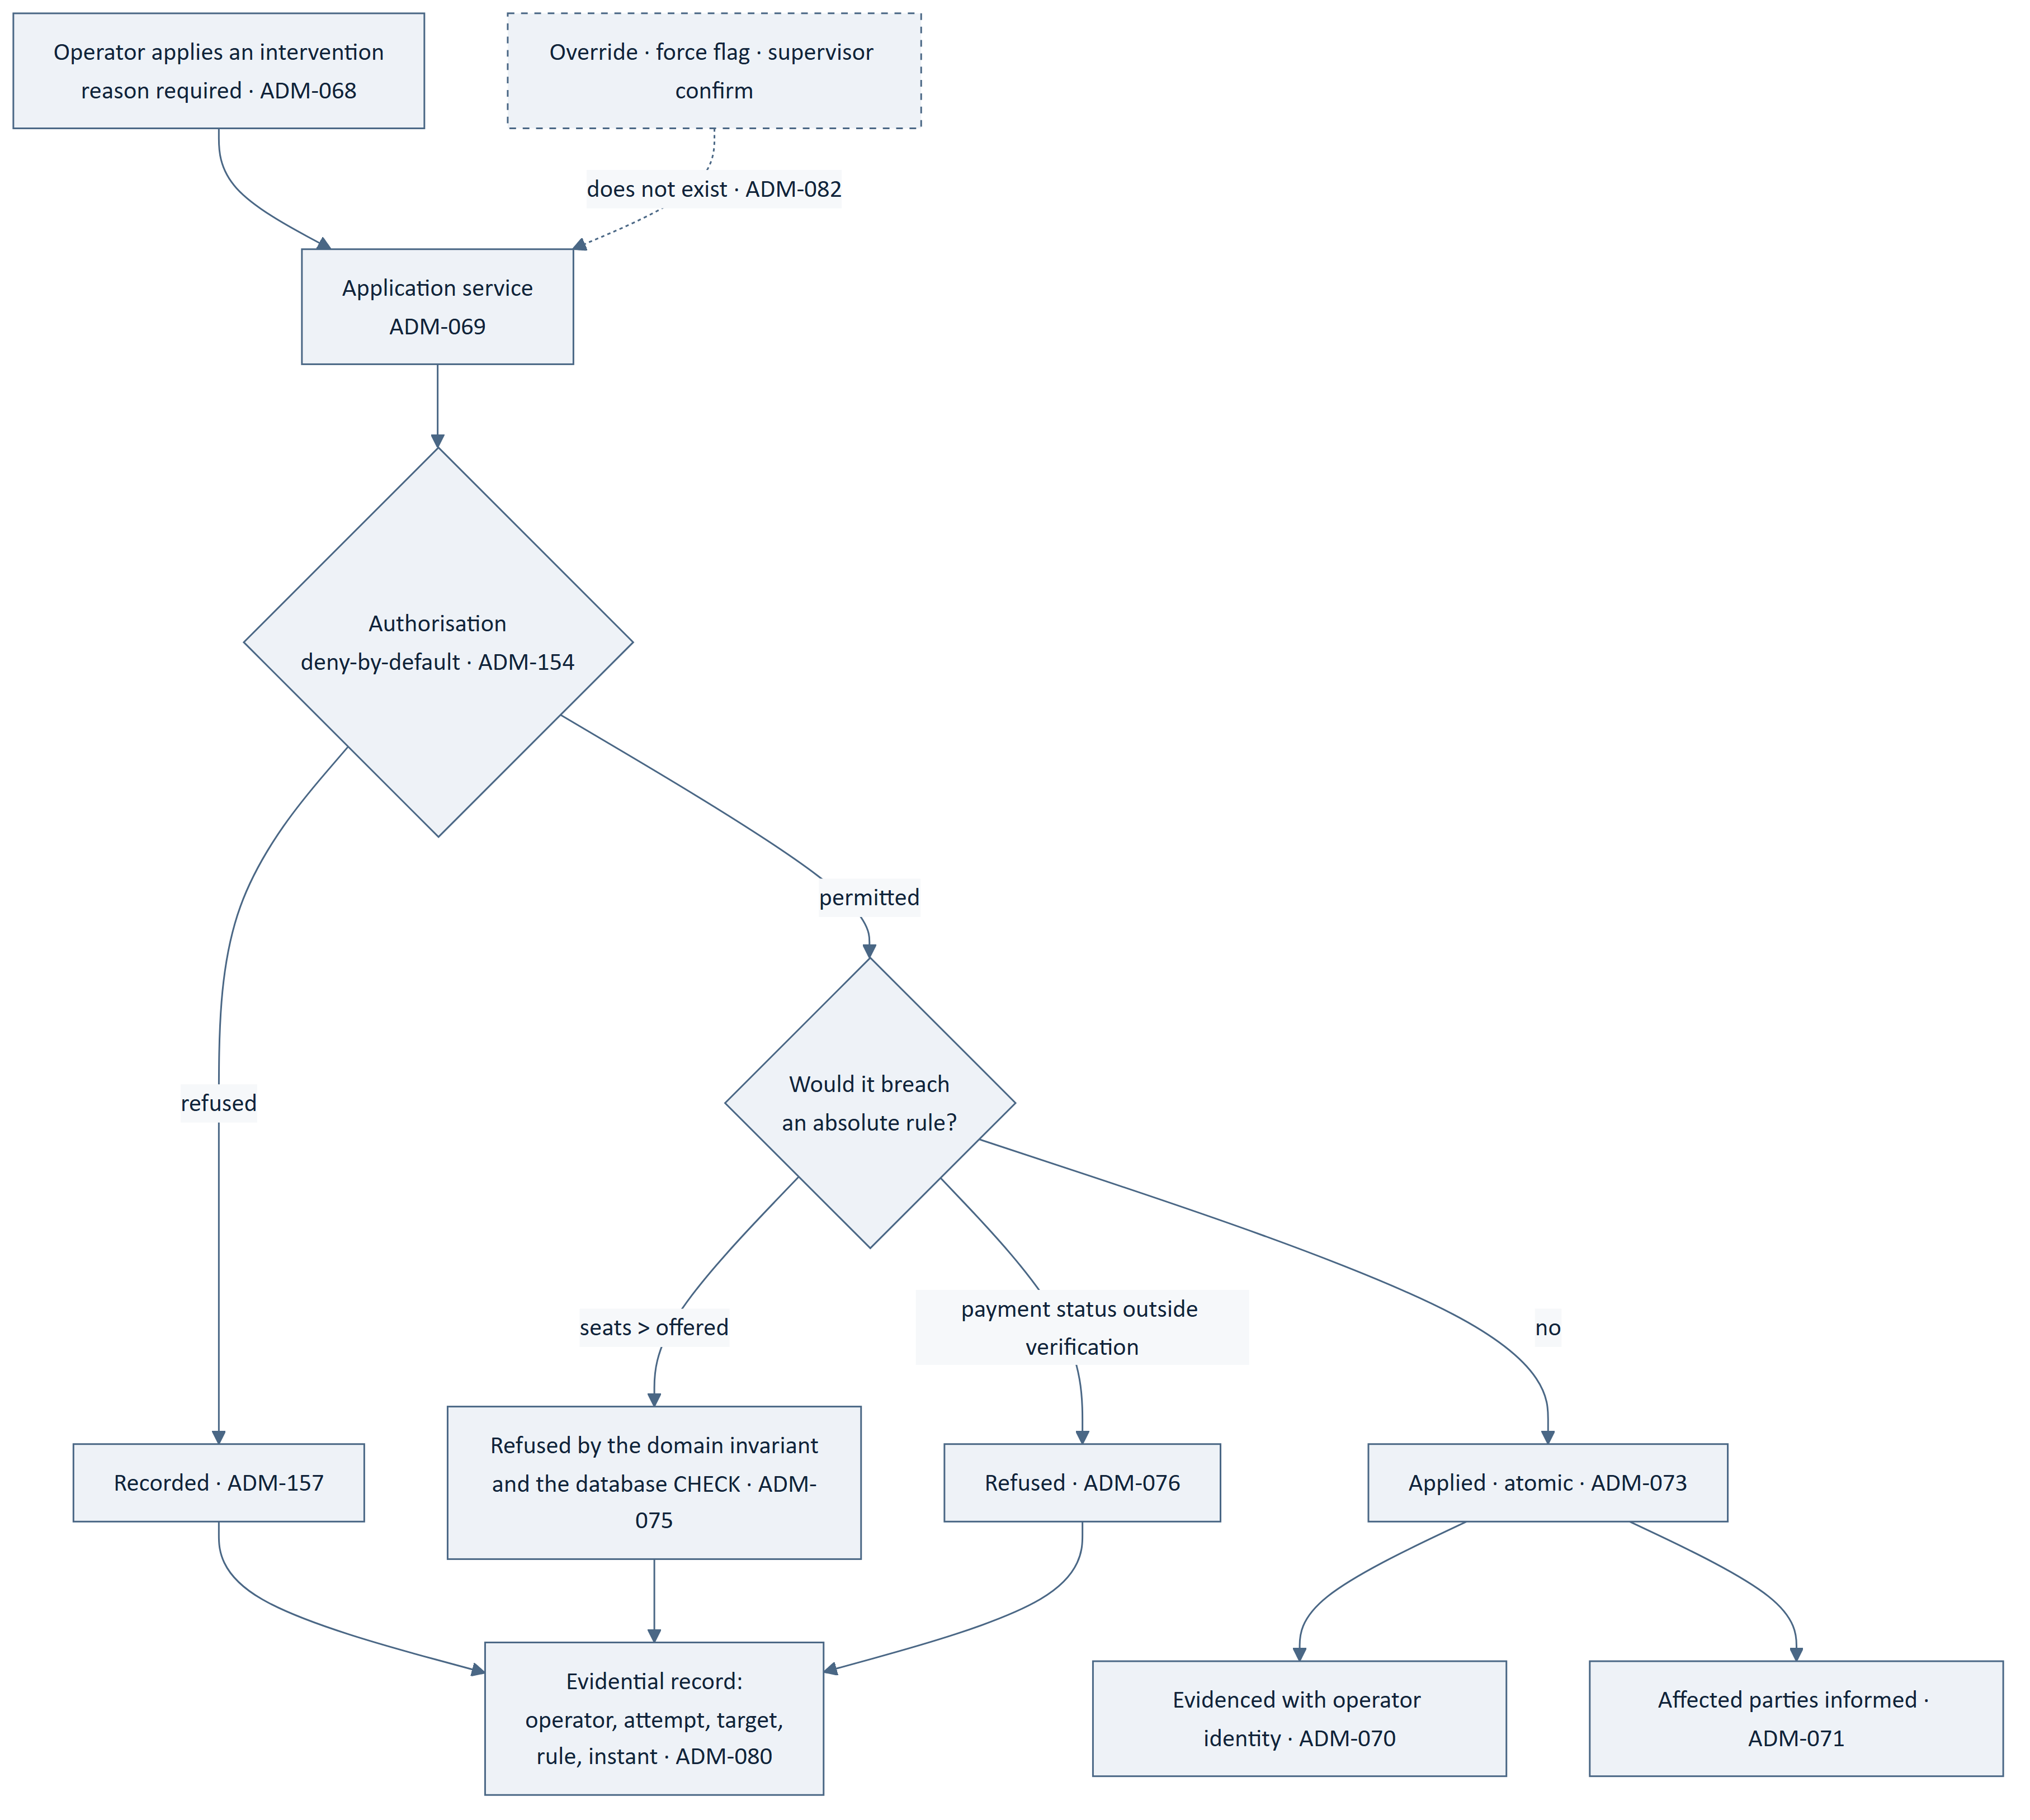 Operator applies an intervention
reason required · ADM-068
Override · force flag · supervisor
confirm
does not exist · ADM-082
Application service
ADM-069
Authorisation
deny-by-default · ADM-154
permitted
refused
Would it breach
an absolute rule?
seats > offered
payment status outside
verification
no
Recorded · ADM-157
Refused by the domain invariant
and the database CHECK · ADM-
075
Refused · ADM-076
Applied · atomic · ADM-073
Evidential record:
operator, attempt, target,
rule, instant · ADM-080
Evidenced with operator
identity · ADM-070
Affected parties informed ·
ADM-071